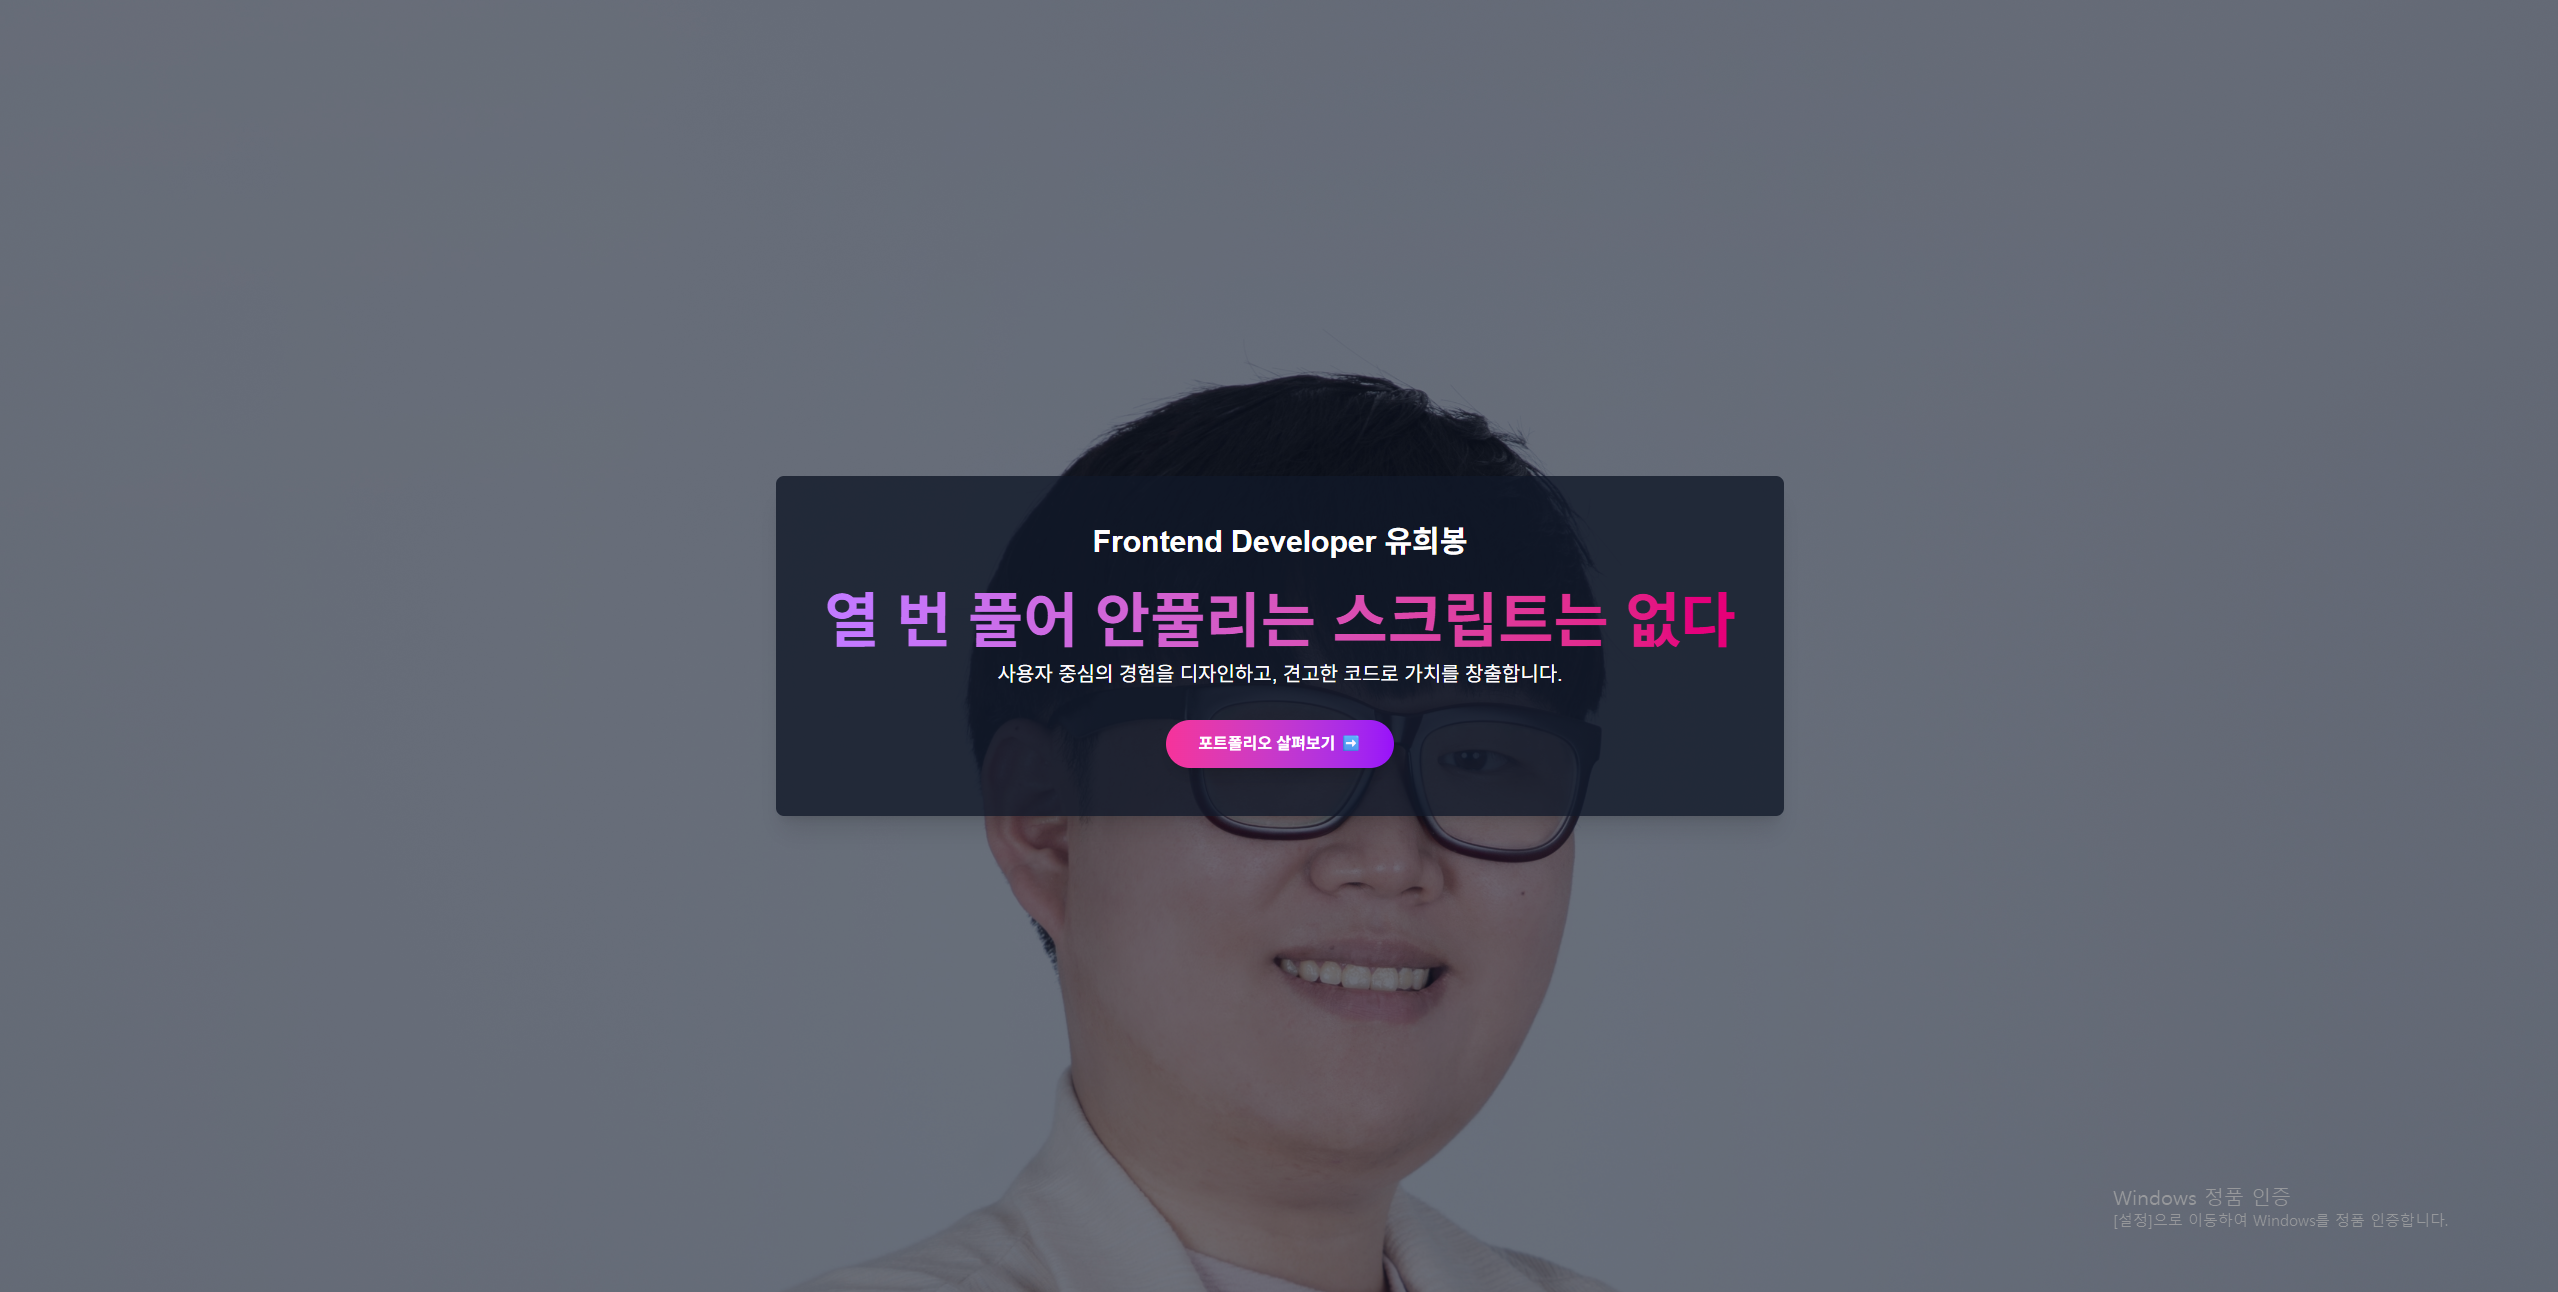 Frontend Developer 유희봉
열 번 풀어 안풀리는 스크립트는 없다
사용자 중심의 경험을 디자인하고, 견고한 코드로 가치를 창출합니다.
포트폴리오 살펴보기 ➡️
Windows 정품 인증
[설정]으로 이동하여 Windows를 정품 인증합니다.